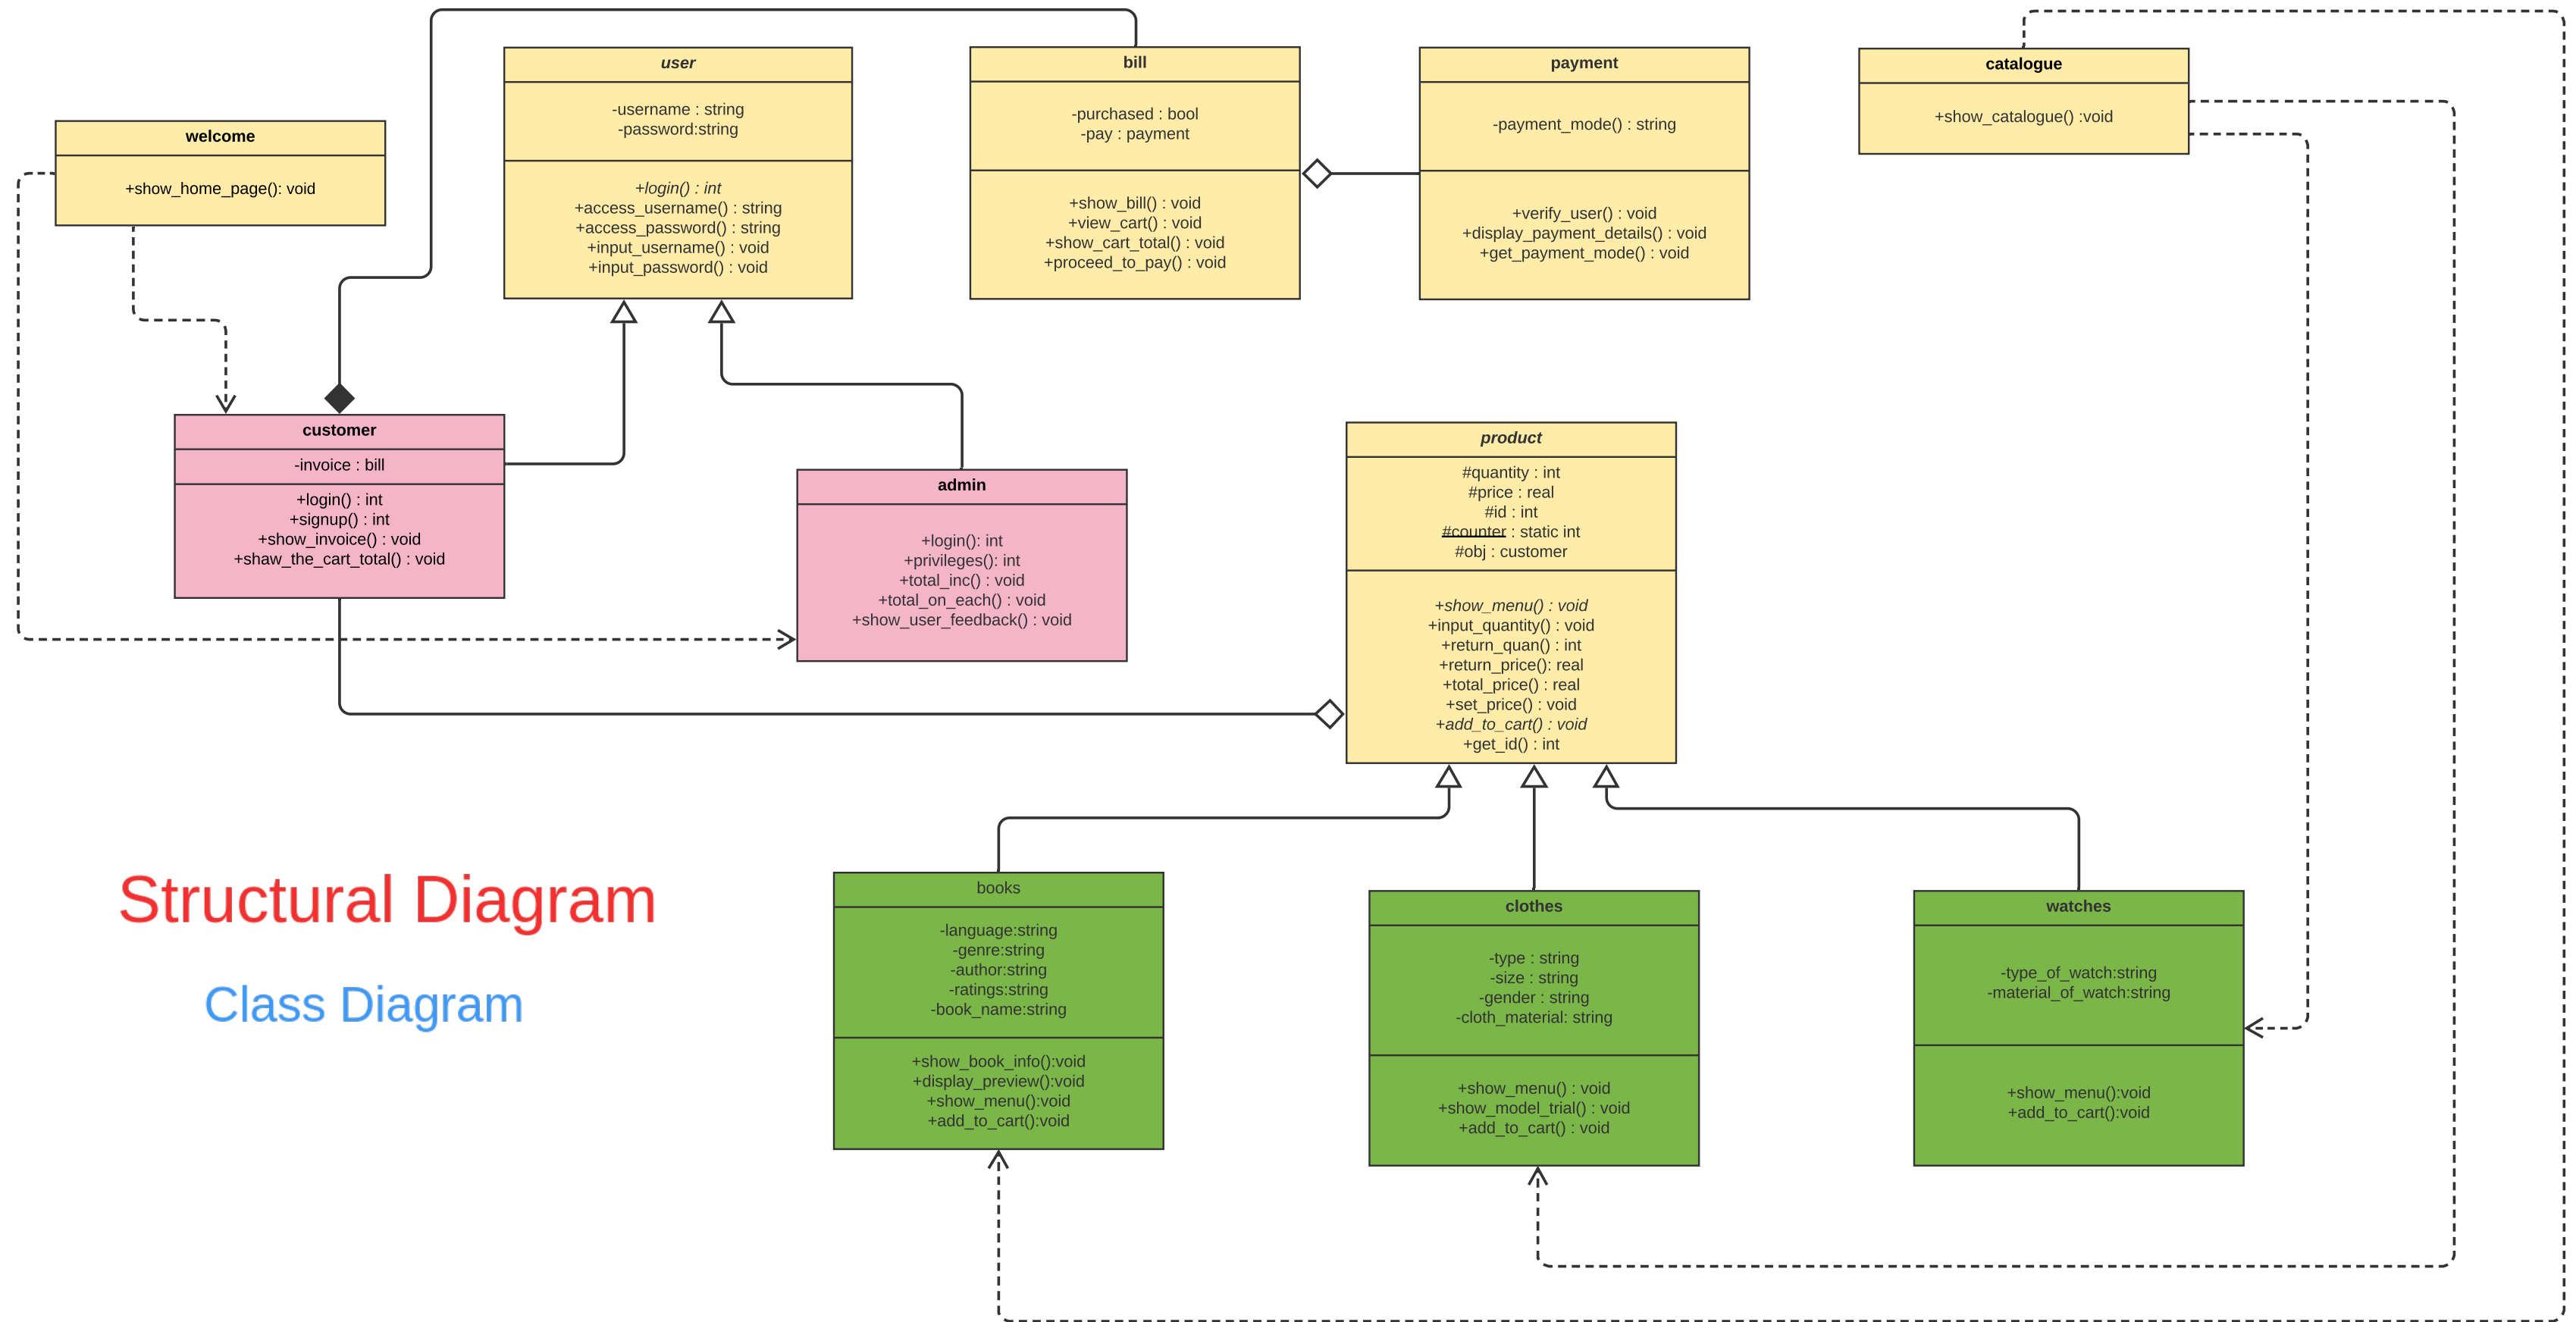 user
-username : string
-password:string
+login() : int
+access_username() : string
+access_password() : string
+input_username() : void
+input_password() : void
bill
-purchased : bool
-pay : payment
+show_bill() : void
+view_cart() : void
+show_cart_total() : void
+proceed_to_pay() : void
payment
-payment_mode() : string
+verify_user() : void
+display_payment_details() : void
+get_payment_mode() : void
catalogue
+show_catalogue() :void
welcome
+show_home_page(): void
customer
-invoice : bill
+login() : int
+signup() : int
+show_invoice() : void
+shaw_the_cart_total() : void
admin
+login(): int
+privileges(): int
+total_inc() : void
+total_on_each() : void
+show_user_feedback() : void
product
#quantity : int
#price : real
#id : int
#counter : static int
#obj : customer
+show_menu() : void
+input_quantity() : void
+return_quan() : int
+return_price(): real
+total_price() : real
+set_price() : void
+add_to_cart() : void
+get_id() : int
Structural Diagram
Class Diagram
books
-language:string
-genre:string
-author:string
-ratings:string
-book_name:string
+show_book_info():void
+display_preview():void
+show_menu():void
+add_to_cart():void
clothes
-type : string
-size : string
-gender : string
-cloth_material: string
+show_menu() : void
+show_model_trial() : void
+add_to_cart() : void
watches
-type_of_watch:string
-material_of_watch:string
+show_menu():void
+add_to_cart():void